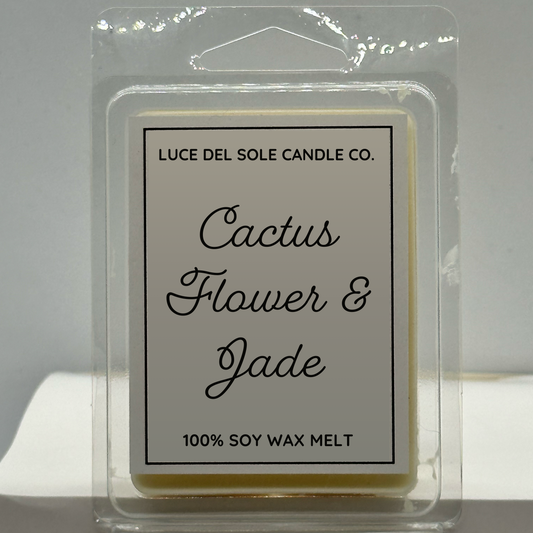 LUCE DEL SOLE CANDLE CO.
Cactus
Flower &
Jade
100% SOY WAX MELT